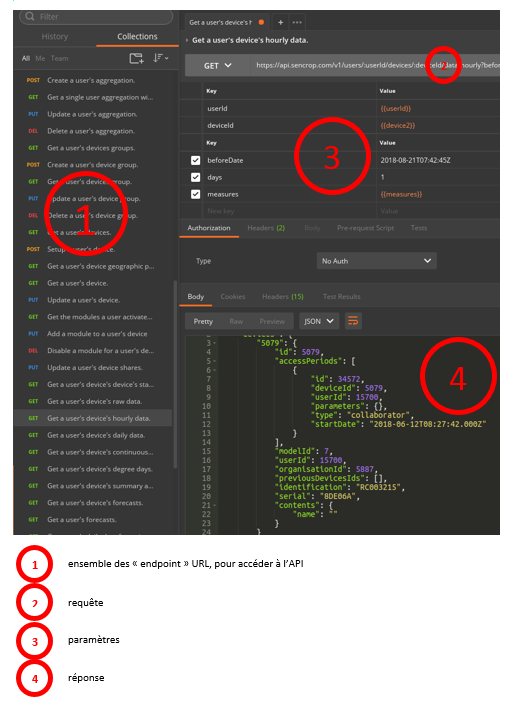 Filter
Get a user's device's h
+
•••
History
Collections
Get a user's device's hourly data.
All Me Team
GET
https://api.sencrop.com/v1/users/:userId/devices/:deviceId/data/hourly?befor
POST Create a user's aggregation.
GET Get a single user aggregation wi...
PUT Update a user's aggregation.
DEL Delete a user's aggregation.
GET Get a user's devices groups.
POST Create a user's device group.
GET Get a user's device group.
PUT Update a user's device group.
DEL Delete a user's device group.
GET Get a user's devices.
POST Setup a user's device.
GET Get a user's device geographic p...
GET Get a user's device.
PUT Update a user's device.
GET Get the modules a user activate...
POST Add a module to a user's device
DEL Disable a module for a user's de...
PUT Update a user's device shares.
GET Get a user's device's device's sta...
GET Get a user's device's raw data.
GET Get a user's device's hourly data.
GET Get a user's device's daily data.
GET Get a user's device's continuous...
GET Get a user's device's degree days.
GET Get a user's device's summary a...
GET Get a user's device's forecasts.
GET Get a user's forecasts.
1
2
Key Value
userId {{userId}}
deviceId {{device2}}
Key Value
beforeDate 2018-08-21T07:42:45Z
days 1
measures {{measures}}
New key Value
3
Authorization Headers (2) Body Pre-request Script Tests
Type No Auth
Body Cookies Headers (15) Test Results
Pretty Raw Preview JSON
3 "5079": {
4 "id": 5079,
5 "accessPeriods": [
6 {
7 "id": 34572,
8 "deviceId": 5079,
9 "userId": 15700,
10 "parameters": {},
11 "type": "collaborator",
12 "startDate": "2018-06-12T08:27:42.000Z"
13 }
14 ],
15 "modelId": 7,
16 "userId": 15700,
17 "organisationId": 5887,
18 "previousDevicesIds": [],
19 "identification": "RC003215",
20 "serial": "8DE06A",
21 "contents": {
22 "name": ""
23 }
24 }
4
1 ensemble des « endpoint » URL, pour accéder à l'API
2 requête
3 paramètres
4 réponse